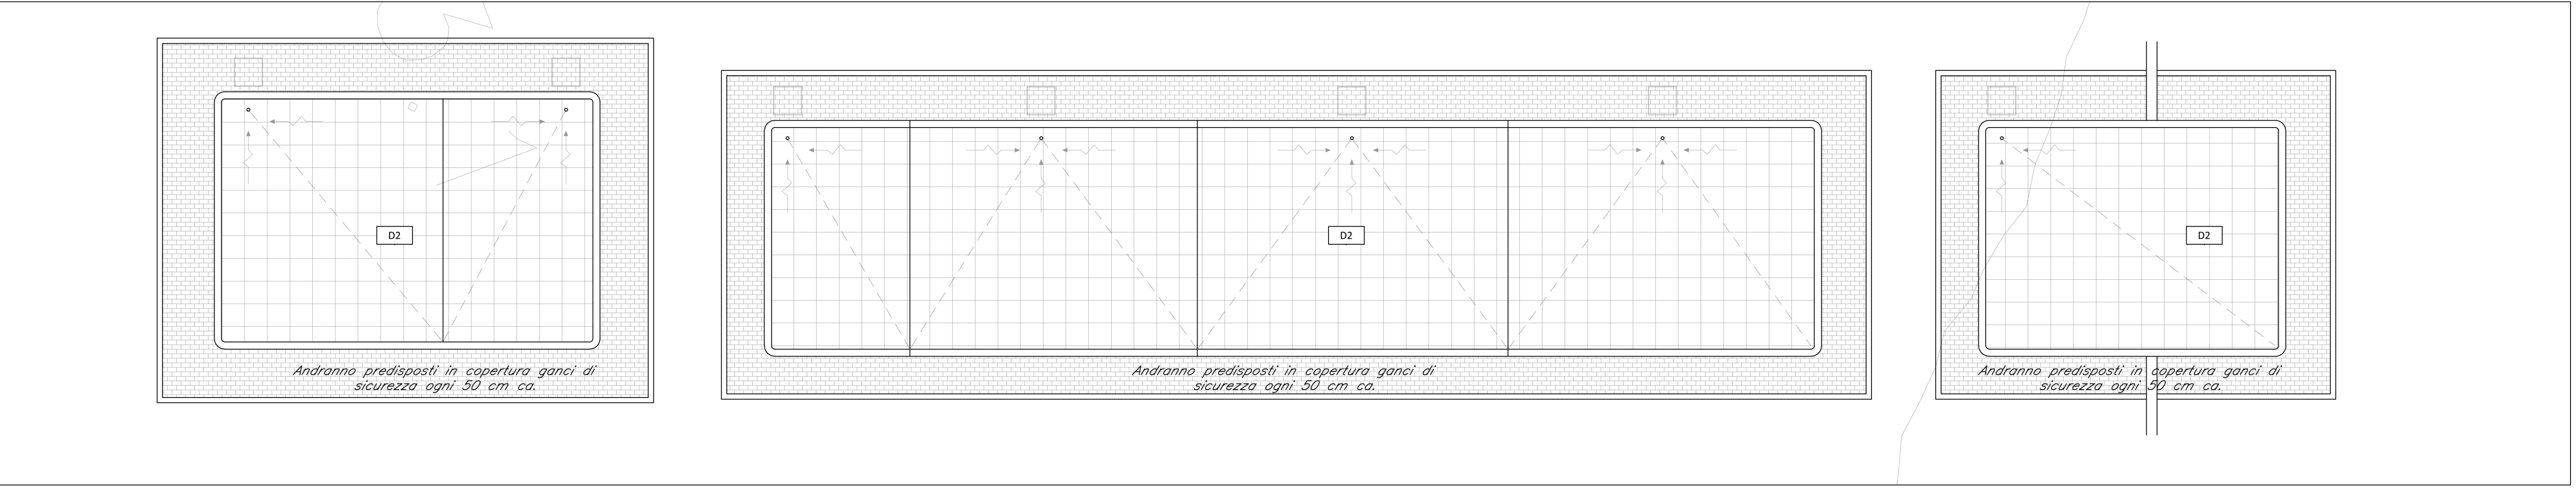 D2
Andranno predisposti in copertura ganci di
sicurezza ogni 50 cm ca.
D2
Andranno predisposti in copertura ganci di
sicurezza ogni 50 cm ca.
D2
Andranno predisposti in copertura ganci di
sicurezza ogni 50 cm ca.